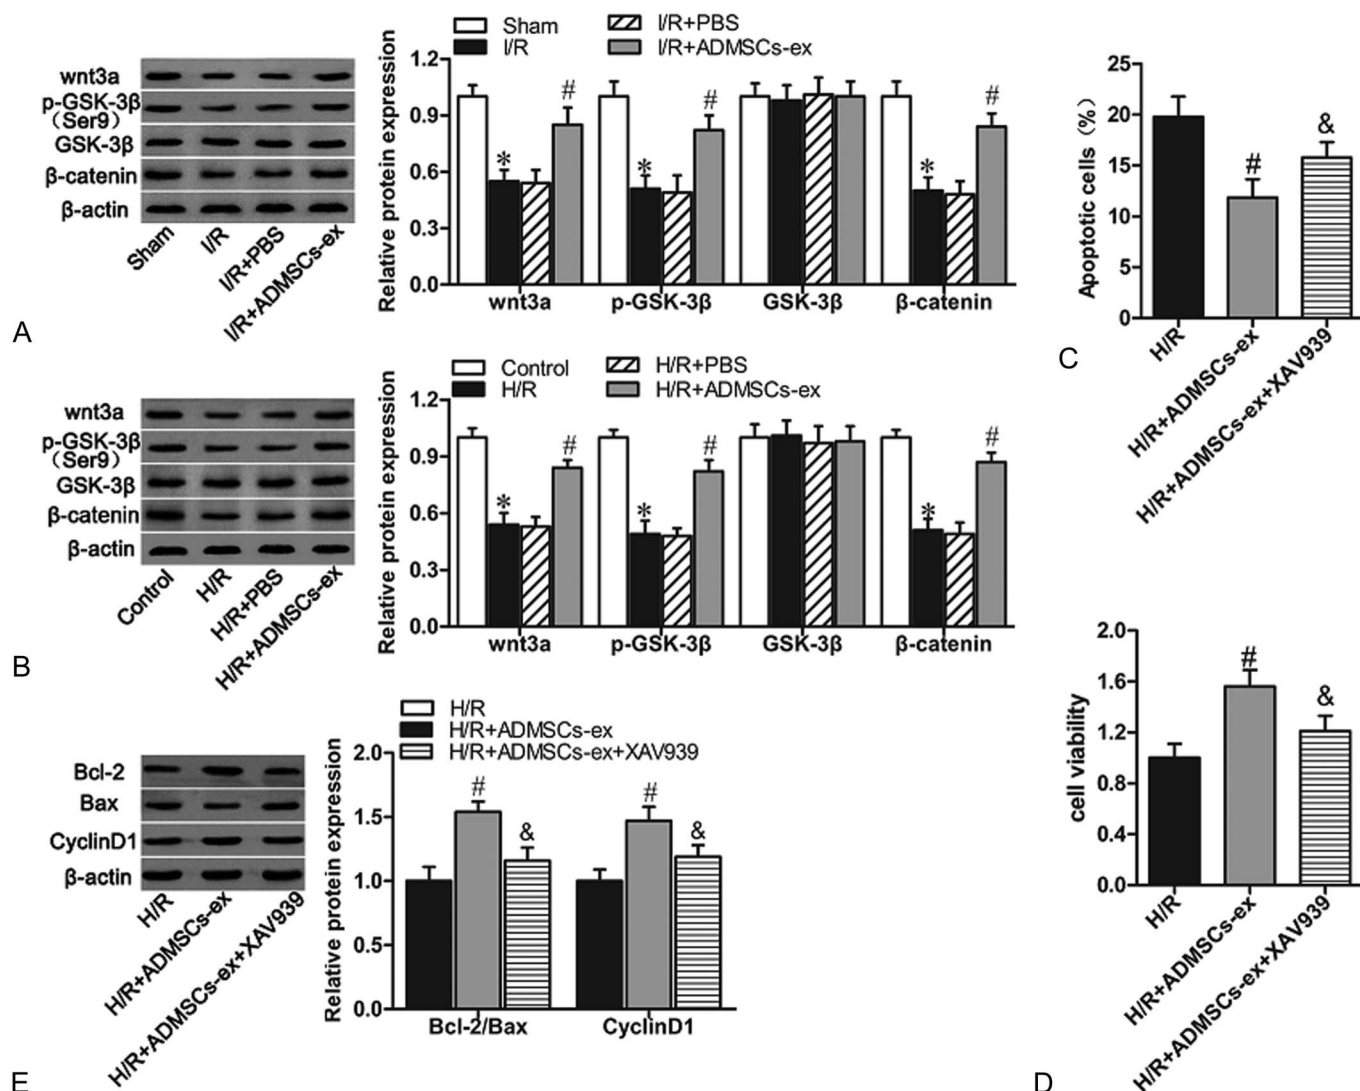 Sham
I/R
I/R+PBS
I/R+ADMSCs-ex
wnt3a
p-GSK-3β
(Ser9)
GSK-3β
β-catenin
β-actin
Sham
I/R
I/R+PBS
I/R+ADMSCs-ex
A
Relative protein expression
1.2
0.9
0.6
0.3
0.0
* # * # * #
wnt3a p-GSK-3β GSK-3β β-catenin
Apoptotic cells (%)
25
20
15
10
5
0
# &
H/R
H/R+ADMSCs-ex
H/R+ADMSCs-ex+XAV939
C
Control
H/R
H/R+PBS
H/R+ADMSCs-ex
wnt3a
p-GSK-3β
(Ser9)
GSK-3β
β-catenin
β-actin
Control
H/R
H/R+PBS
H/R+ADMSCs-ex
B
Relative protein expression
1.2
0.9
0.6
0.3
0.0
* # * # * #
wnt3a p-GSK-3β GSK-3β β-catenin
H/R
H/R+ADMSCs-ex
H/R+ADMSCs-ex+XAV939
Bcl-2
Bax
CyclinD1
β-actin
H/R
H/R+ADMSCs-ex
H/R+ADMSCs-ex+XAV939
E
Relative protein expression
2.0
1.5
1.0
0.5
0.0
# & # &
Bcl-2/Bax CyclinD1
cell viability
2.0
1.6
1.2
0.8
0.4
0.0
# &
H/R
H/R+ADMSCs-ex
H/R+ADMSCs-ex+XAV939
D